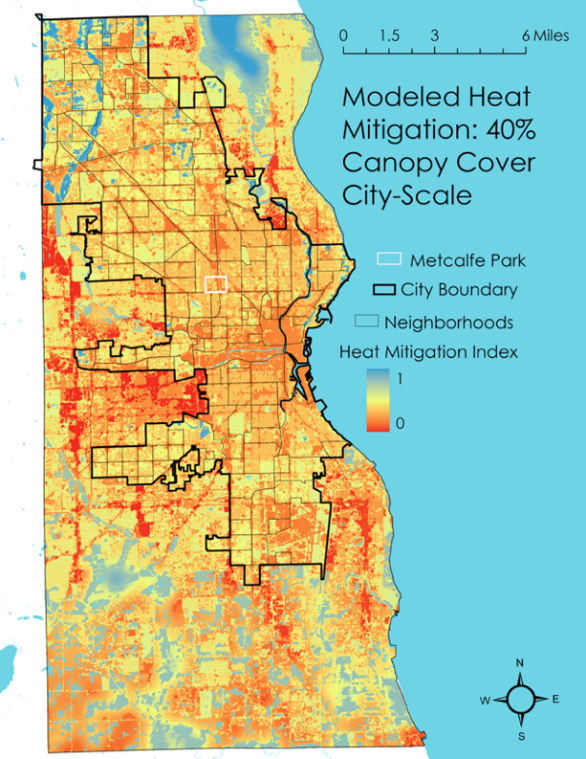 0 1.5 3 6 Miles
Modeled Heat
Mitigation: 40%
Canopy Cover
City-Scale
Metcalfe Park
City Boundary
Neighborhoods
Heat Mitigation Index
1
0
N
W E
S